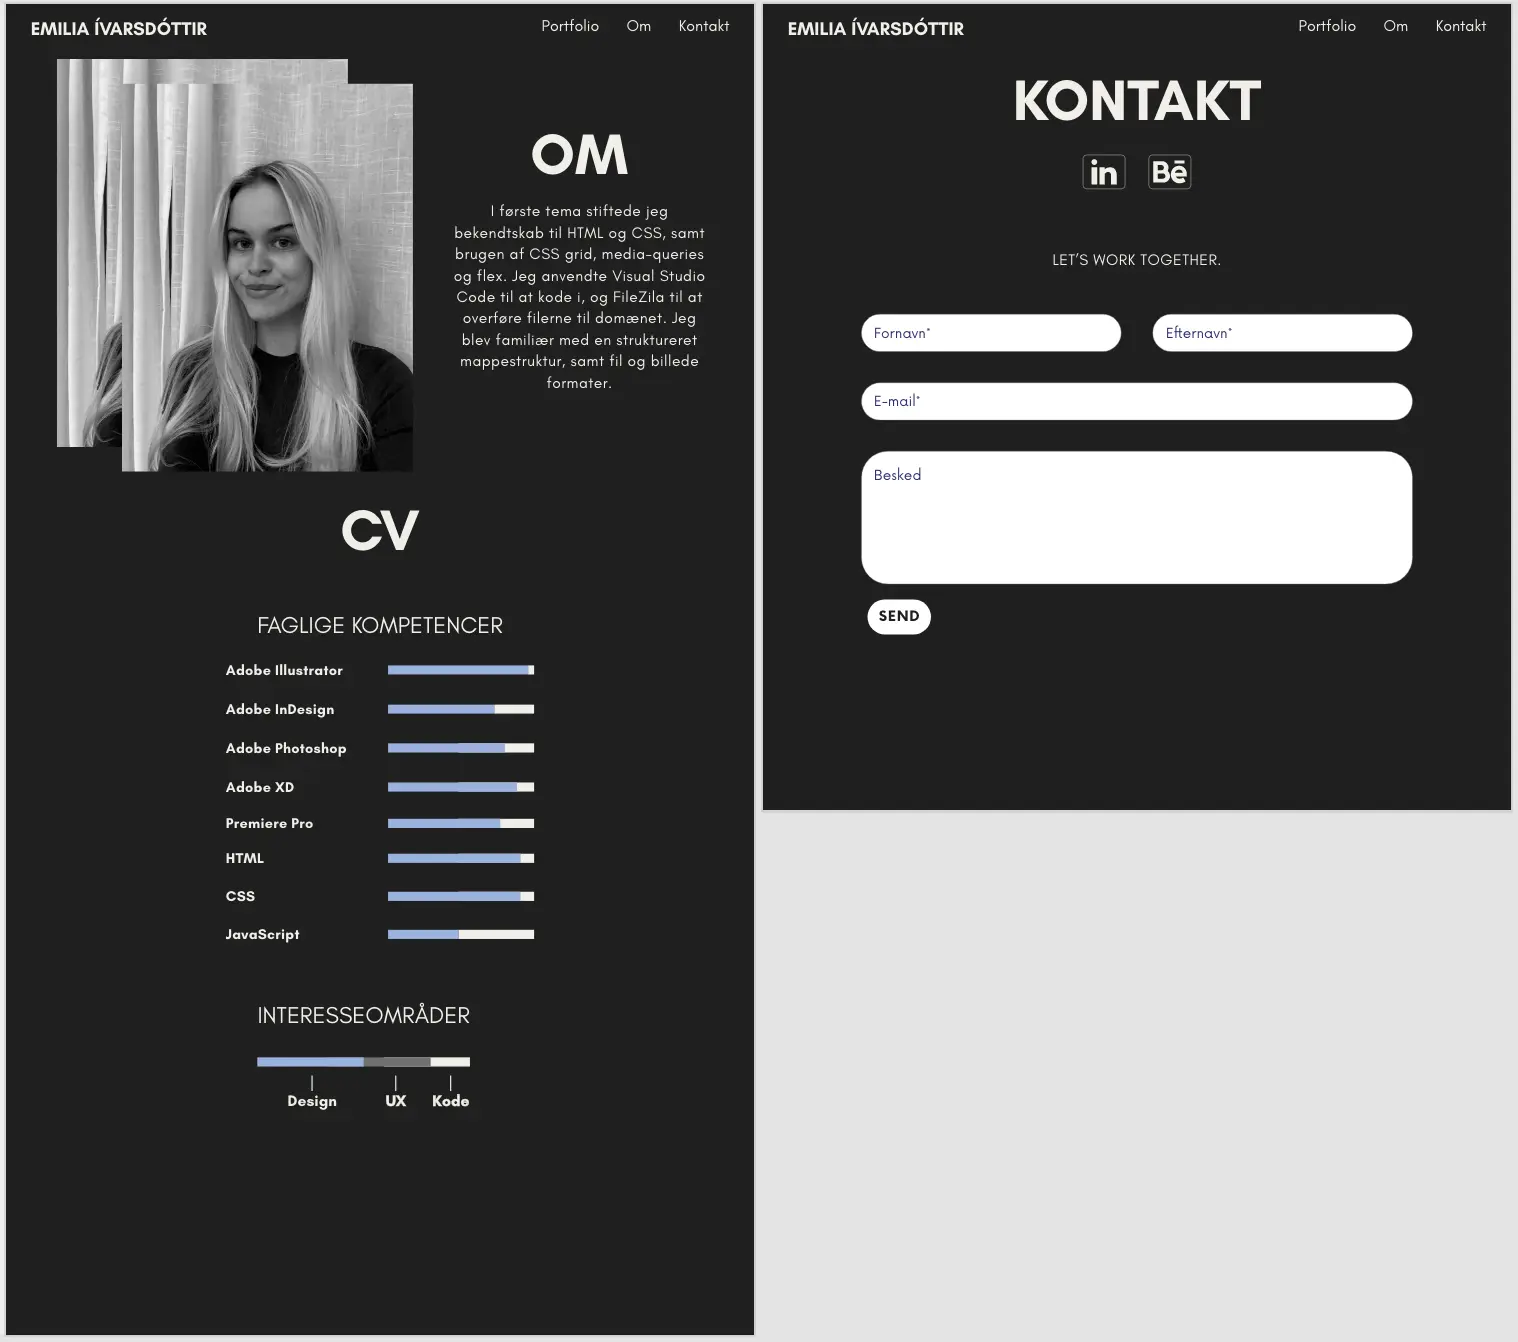 EMILIA ÍVARSDÓTTIR
Portfolio Om Kontakt
OM
I første tema stiftede jeg
bekendtskab til HTML og CSS, samt
brugen af CSS grid, media-queries
og flex. Jeg anvendte Visual Studio
Code til at kode i, og FileZila til at
overføre filerne til domænet. Jeg
blev familiær med en struktureret
mappestruktur, samt fil og billede
formater.
CV
FAGLIGE KOMPETENCER
Adobe Illustrator
Adobe InDesign
Adobe Photoshop
Adobe XD
Premiere Pro
HTML
CSS
JavaScript
INTERESSEOMRÅDER
Design UX Kode
EMILIA ÍVARSDÓTTIR
Portfolio Om Kontakt
KONTAKT
in Bē
LET'S WORK TOGETHER.
Fornavn* Efternavn*
E-mail*
Besked
SEND